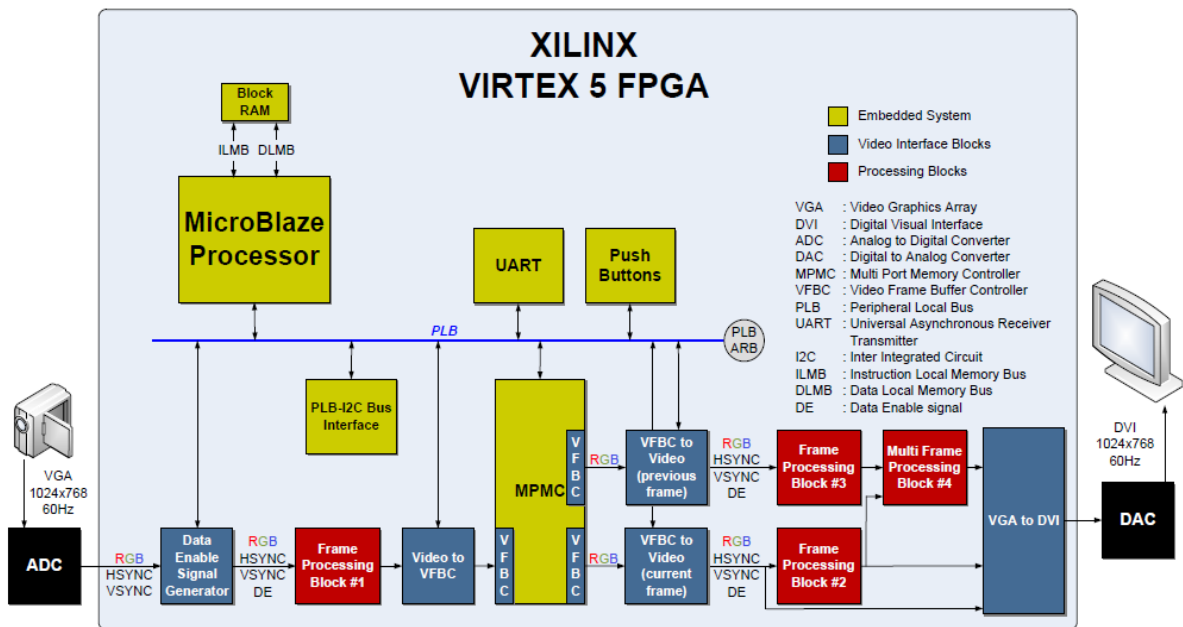 XILINX
VIRTEX 5 FPGA
Block
RAM
ILMB DLMB
MicroBlaze
Processor
UART
Push
Buttons
PLB
PLB
ARB
Embedded System
Video Interface Blocks
Processing Blocks
VGA : Video Graphics Array
DVI : Digital Visual Interface
ADC : Analog to Digital Converter
DAC : Digital to Analog Converter
MPMC : Multi Port Memory Controller
VFBC : Video Frame Buffer Controller
PLB : Peripheral Local Bus
UART : Universal Asynchronous Receiver
Transmitter
I2C : Inter Integrated Circuit
ILMB : Instruction Local Memory Bus
DLMB : Data Local Memory Bus
DE : Data Enable signal
VGA
1024x768
60Hz
ADC
RGB
HSYNC
VSYNC
Data
Enable
Signal
Generator
RGB
HSYNC
VSYNC
DE
Frame
Processing
Block #1
Video to
VFBC
PLB-I2C Bus
Interface
VFBC
MPMC
VFBC
VFBC
RGB
VFBC to
Video
(previous
frame)
RGB
HSYNC
VSYNC
DE
Frame
Processing
Block #3
Multi Frame
Processing
Block #4
RGB
VFBC to
Video
(current
frame)
RGB
HSYNC
VSYNC
DE
Frame
Processing
Block #2
VGA to DVI
DAC
DVI
1024x768
60Hz